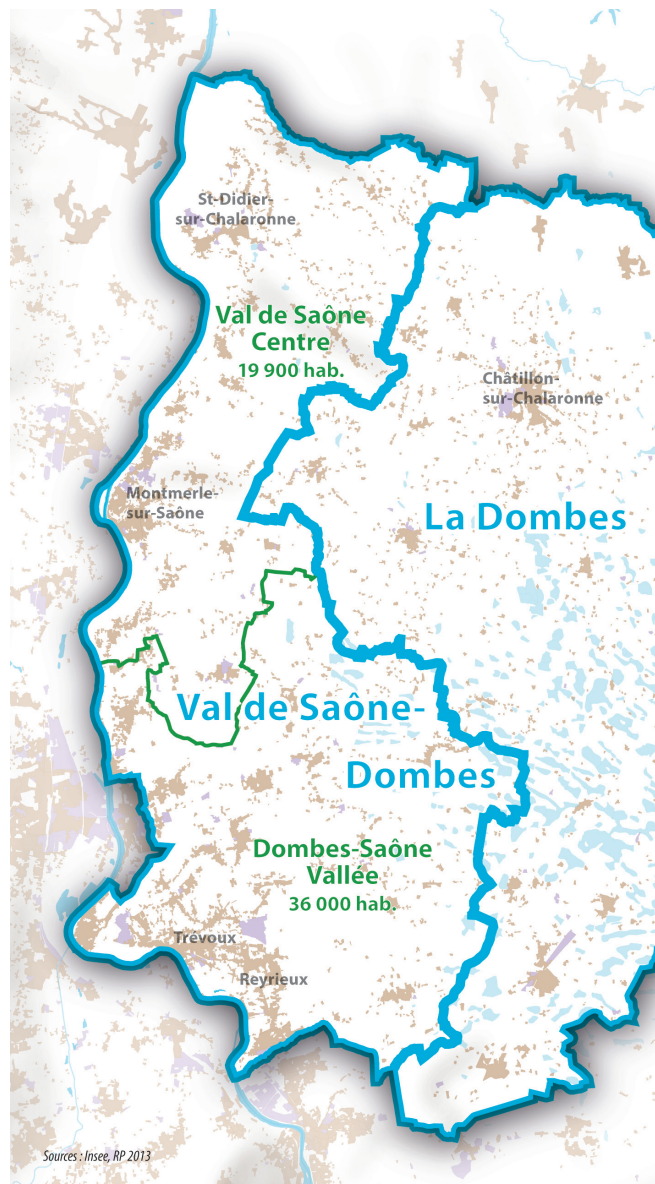 St-Didier-
sur-Chalaronne
Val de Saône
Centre
19 900 hab.
Châtillon-
sur-Chalaronne
Montmerle-
sur-Saône
La Dombes
Val de Saône-
Dombes
Dombes-Saône
Vallée
36 000 hab.
Trévoux
Reyrieux
Sources : Insee, RP 2013